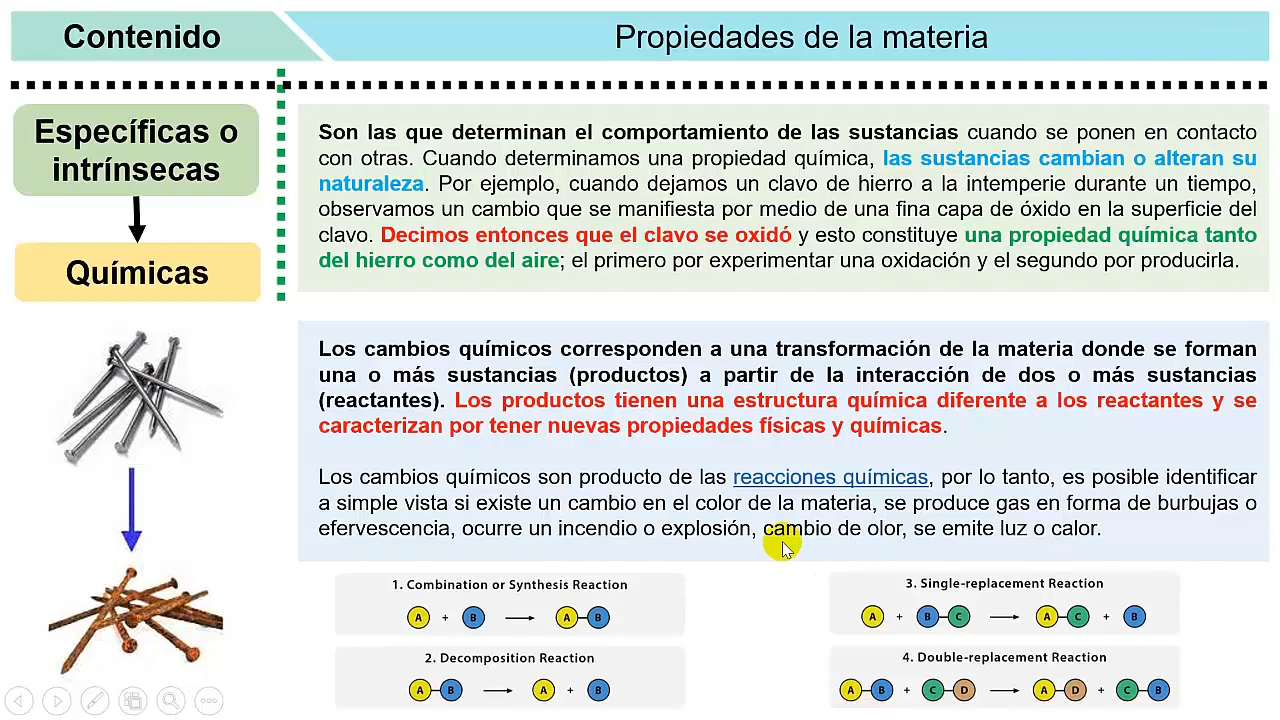 Contenido
Propiedades de la materia
Específicas o
intrínsecas
Químicas
Son las que determinan el comportamiento de las sustancias cuando se ponen en contacto
con otras. Cuando determinamos una propiedad química, las sustancias cambian o alteran su
naturaleza. Por ejemplo, cuando dejamos un clavo de hierro a la intemperie durante un tiempo,
observamos un cambio que se manifiesta por medio de una fina capa de óxido en la superficie del
clavo. Decimos entonces que el clavo se oxidó y esto constituye una propiedad química tanto
del hierro como del aire; el primero por experimentar una oxidación y el segundo por producirla.
Los cambios químicos corresponden a una transformación de la materia donde se forman
una o más sustancias (productos) a partir de la interacción de dos o más sustancias
(reactantes). Los productos tienen una estructura química diferente a los reactantes y se
caracterizan por tener nuevas propiedades físicas y químicas.
Los cambios químicos son producto de las reacciones químicas, por lo tanto, es posible identificar
a simple vista si existe un cambio en el color de la materia, se produce gas en forma de burbujas o
efervescencia, ocurre un incendio o explosión, cambio de olor, se emite luz o calor.
1. Combination or Synthesis Reaction
A + B → A B
2. Decomposition Reaction
A B → A + B
3. Single-replacement Reaction
A + B C → A C + B
4. Double-replacement Reaction
A B + C D → A D + C B